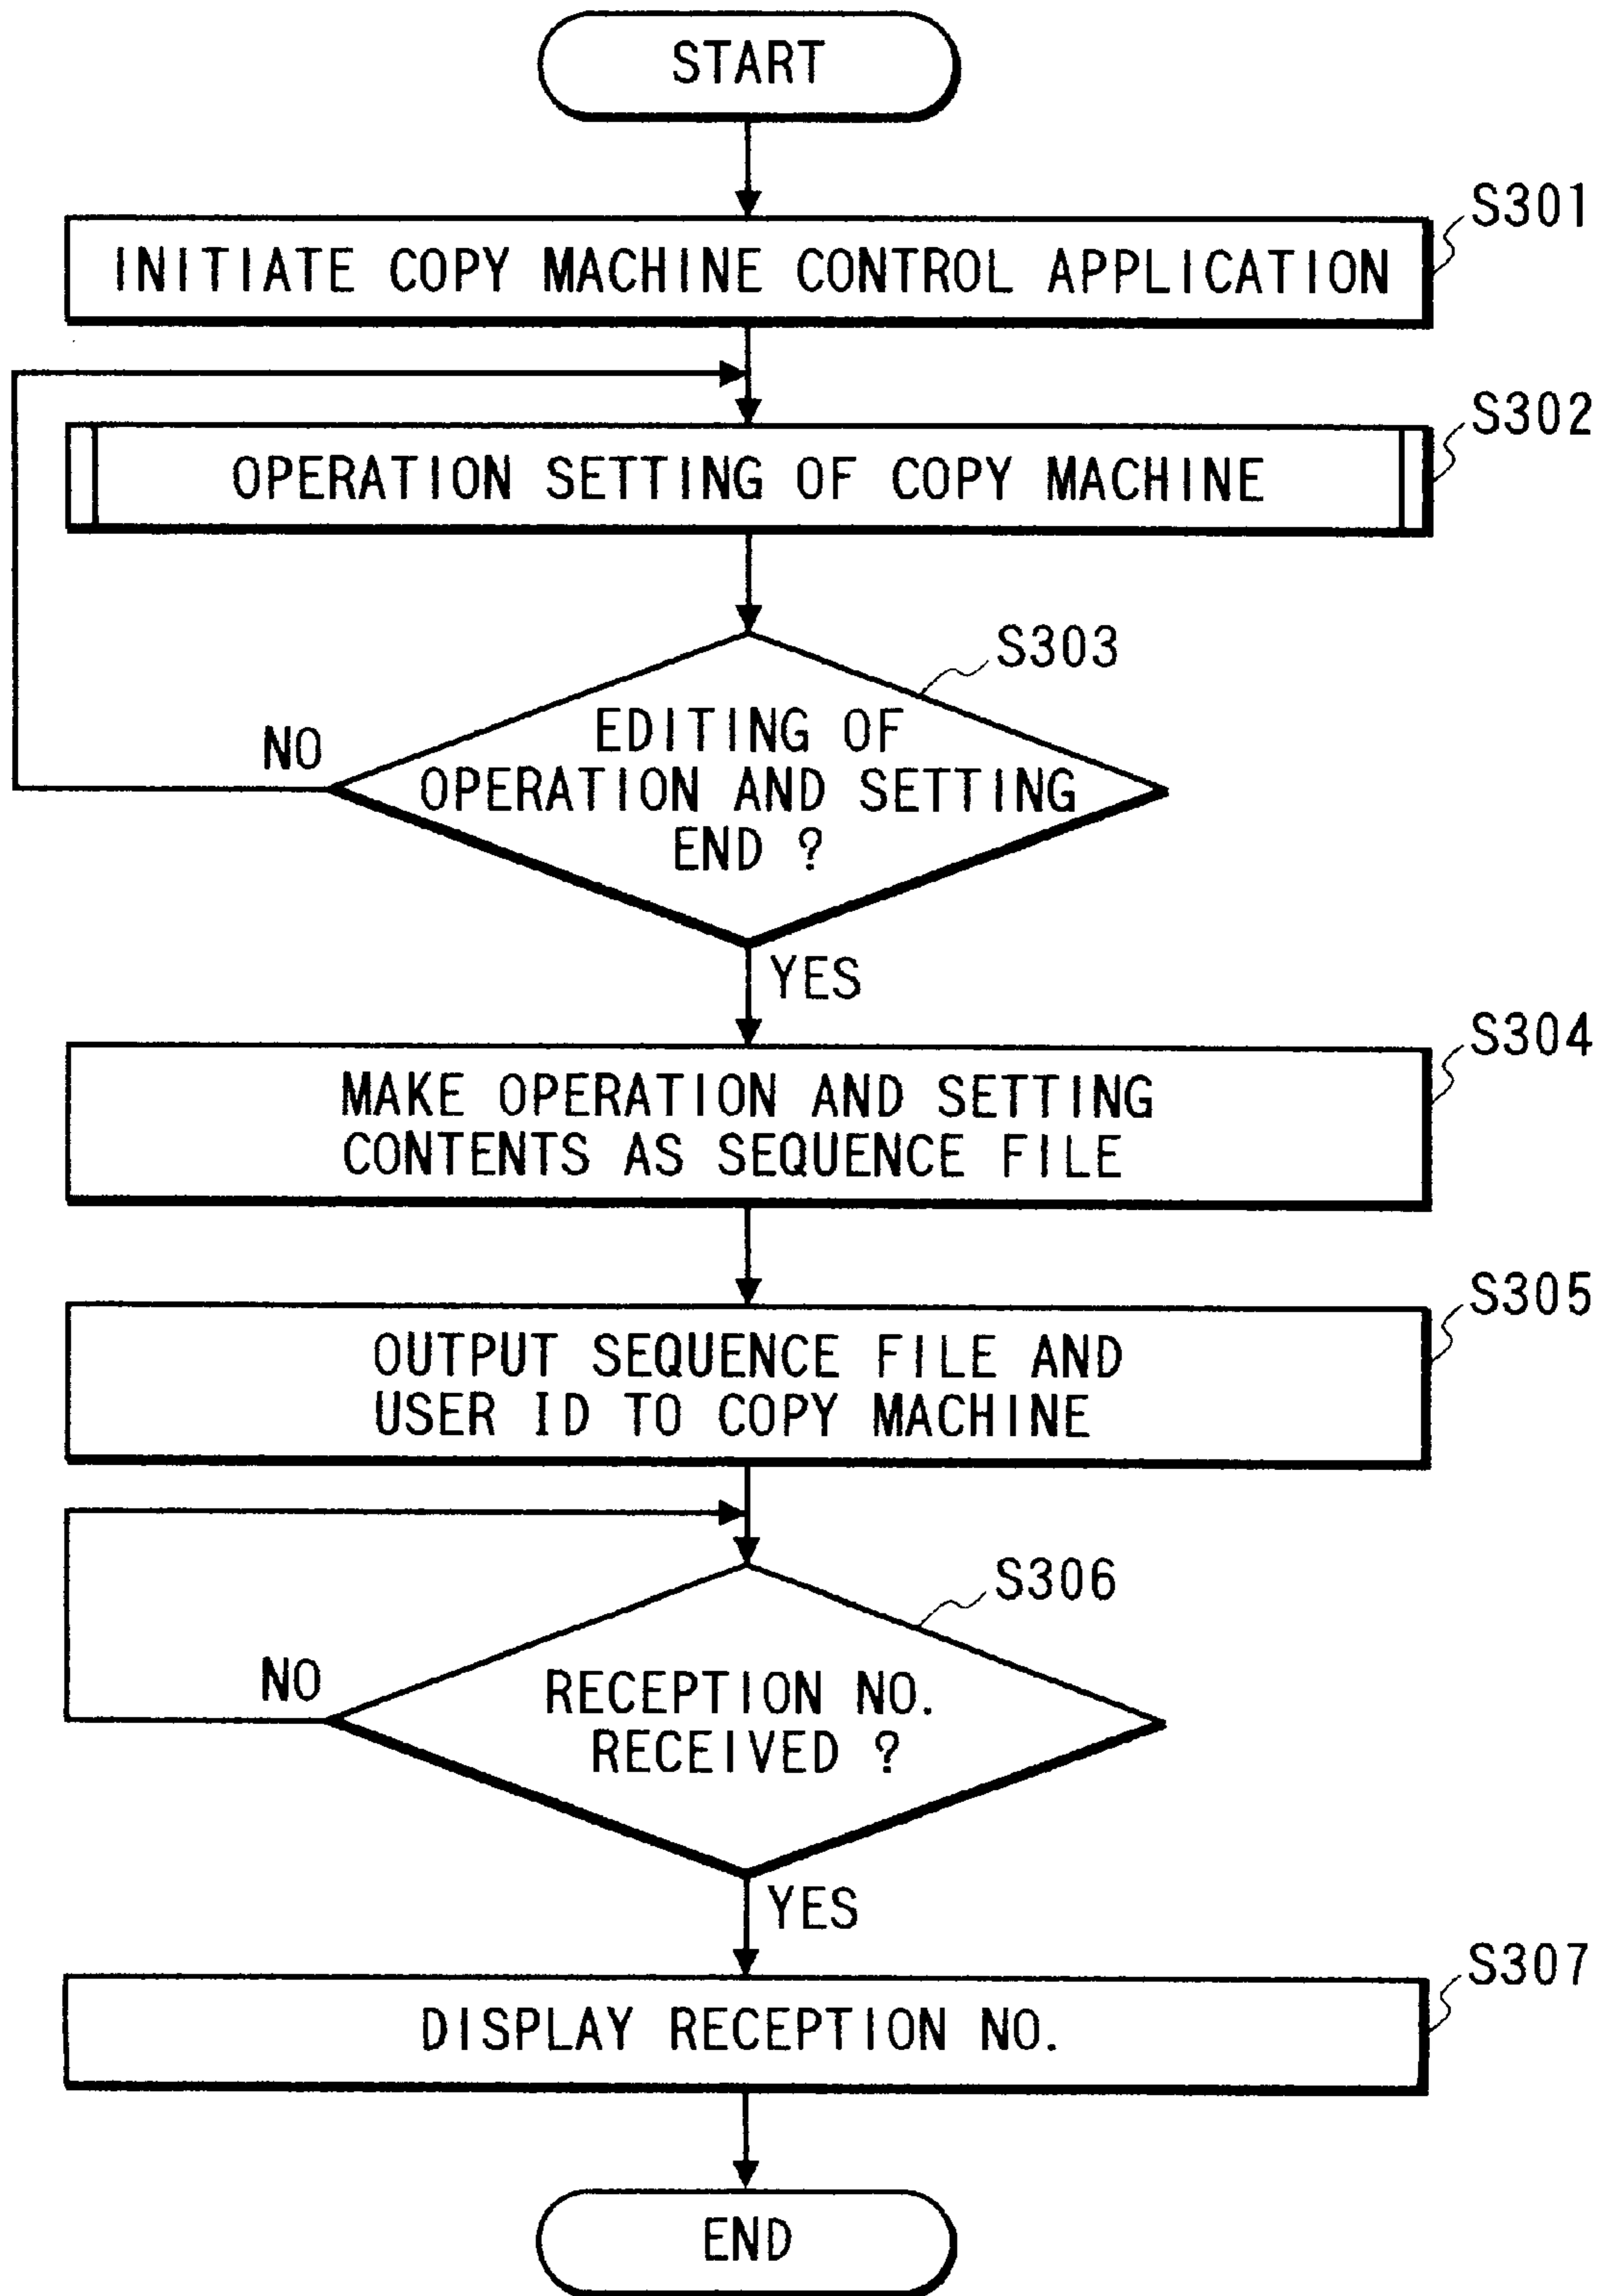 START
S301
INITIATE COPY MACHINE CONTROL APPLICATION
S302
OPERATION SETTING OF COPY MACHINE
S303
EDITING OF
NO
OPERATION AND SETTING
END ?
YES
S304
MAKE OPERATION AND SETTING
CONTENTS AS SEQUENCE FILE
S305
OUTPUT SEQUENCE FILE AND
USER ID TO COPY MACHINE
S306
NO
RECEPTION NO.
RECEIVED ?
YES
S307
DISPLAY RECEPTION NO.
END